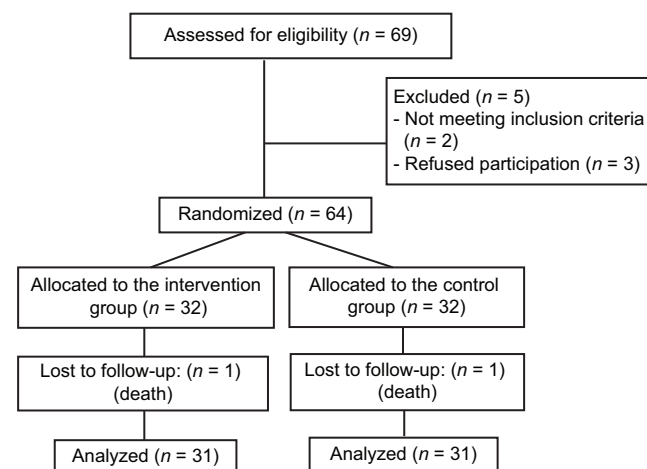 Assessed for eligibility (n = 69)
Excluded (n = 5)
- Not meeting inclusion criteria
(n = 2)
- Refused participation (n = 3)
Randomized (n = 64)
Allocated to the intervention
group (n = 32)
Allocated to the control
group (n = 32)
Lost to follow-up: (n = 1)
(death)
Lost to follow-up: (n = 1)
(death)
Analyzed (n = 31)
Analyzed (n = 31)